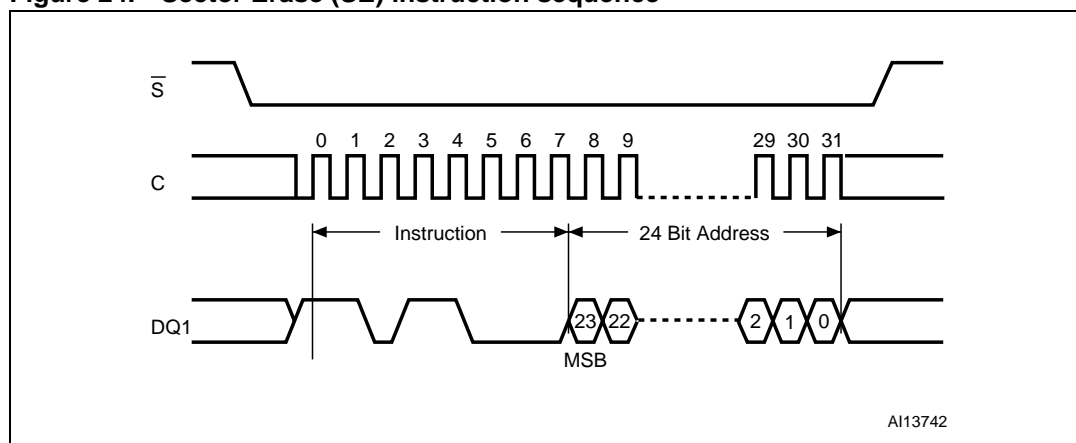 Figure 24. Sector Erase (SE) instruction sequence
S
0 1 2 3 4 5 6 7 8 9 29 30 31
C
Instruction 24 Bit Address
DQ1 23 22 2 1 0
MSB
AI13742